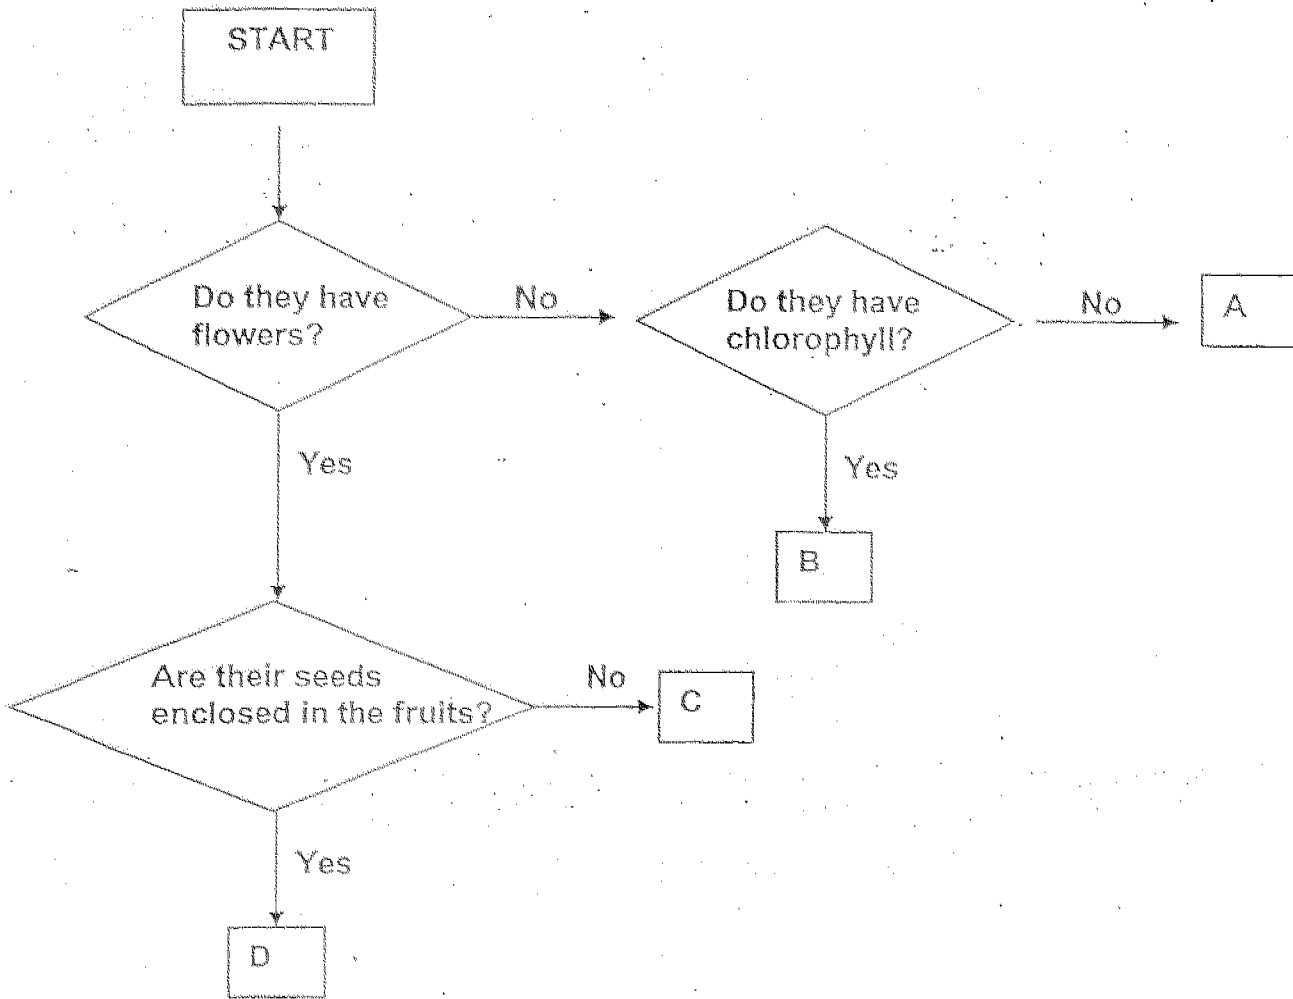 START
Do they have
flowers?
No
Do they have
chlorophyll?
No
A
Yes
Yes
B
Are their seeds
enclosed in the fruits?
No
C
Yes
D